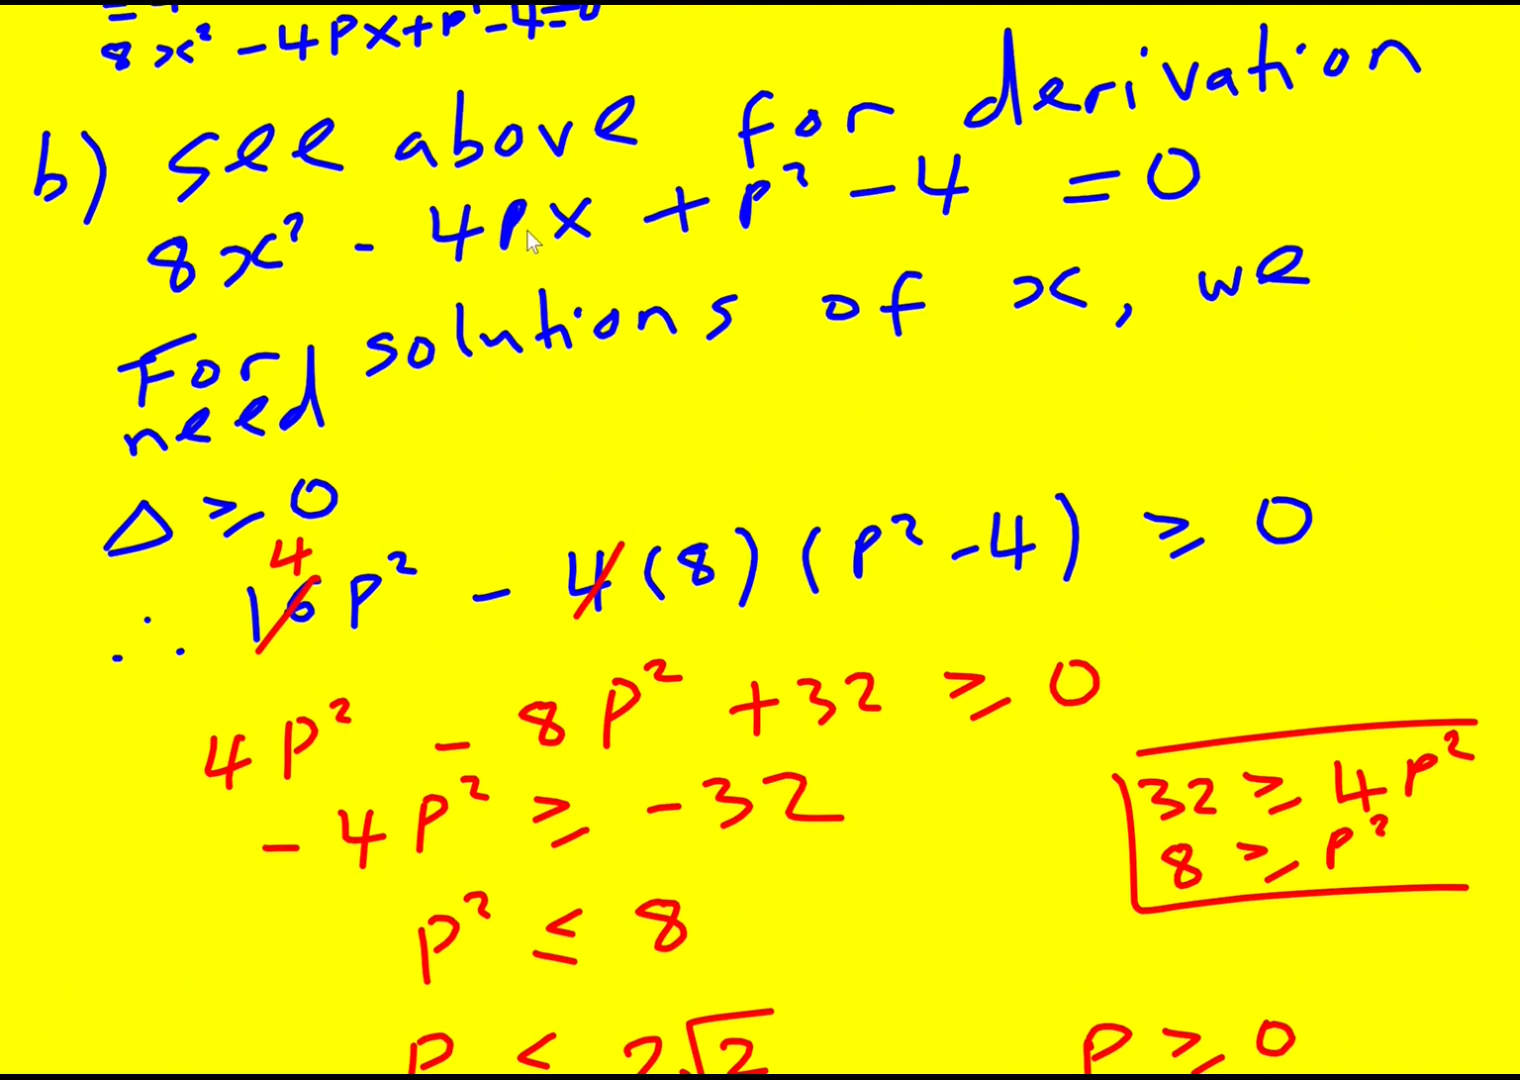 8x² - 4px + p² - 4 = 0
b) see above for derivation
8x² - 4px + p² - 4 = 0
For solutions of x, we
need
Δ ≥ 0
4
∴ 16p² - 4(8)(p² - 4) ≥ 0
4p² - 8p² + 32 ≥ 0
- 4p² ≥ -32
32 ≥ 4p²
8 ≥ p²
p² ≤ 8
p < 2√2 p ≥ 0